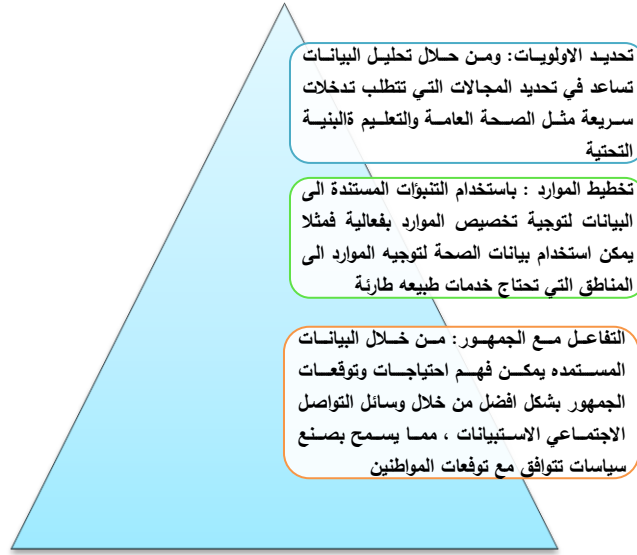 تحديد الاولويات: ومن حلال تحليل البيانات
تساعد في تحديد المجالات التي تتطلب تدخلات
سريعة مثل الصحة العامة والتعليم ةالبنية
التحتية
تخطيط الموارد : باستخدام التنبؤات المستندة الى
البيانات لتوجية تخصيص الموارد بفعالية فمثلا
يمكن استخدام بيانات الصحة لتوجيه الموارد الى
المناطق التي تحتاج خدمات طبيعه طارئة
التفاعل مع الجمهور: من خلال البيانات
المستمده يمكن فهم احتياجات وتوقعات
الجمهور بشكل افضل من خلال وسائل التواصل
الاجتماعي الاستبيانات ، مما يسمح بصنع
سياسات تتوافق مع توقعات المواطنين